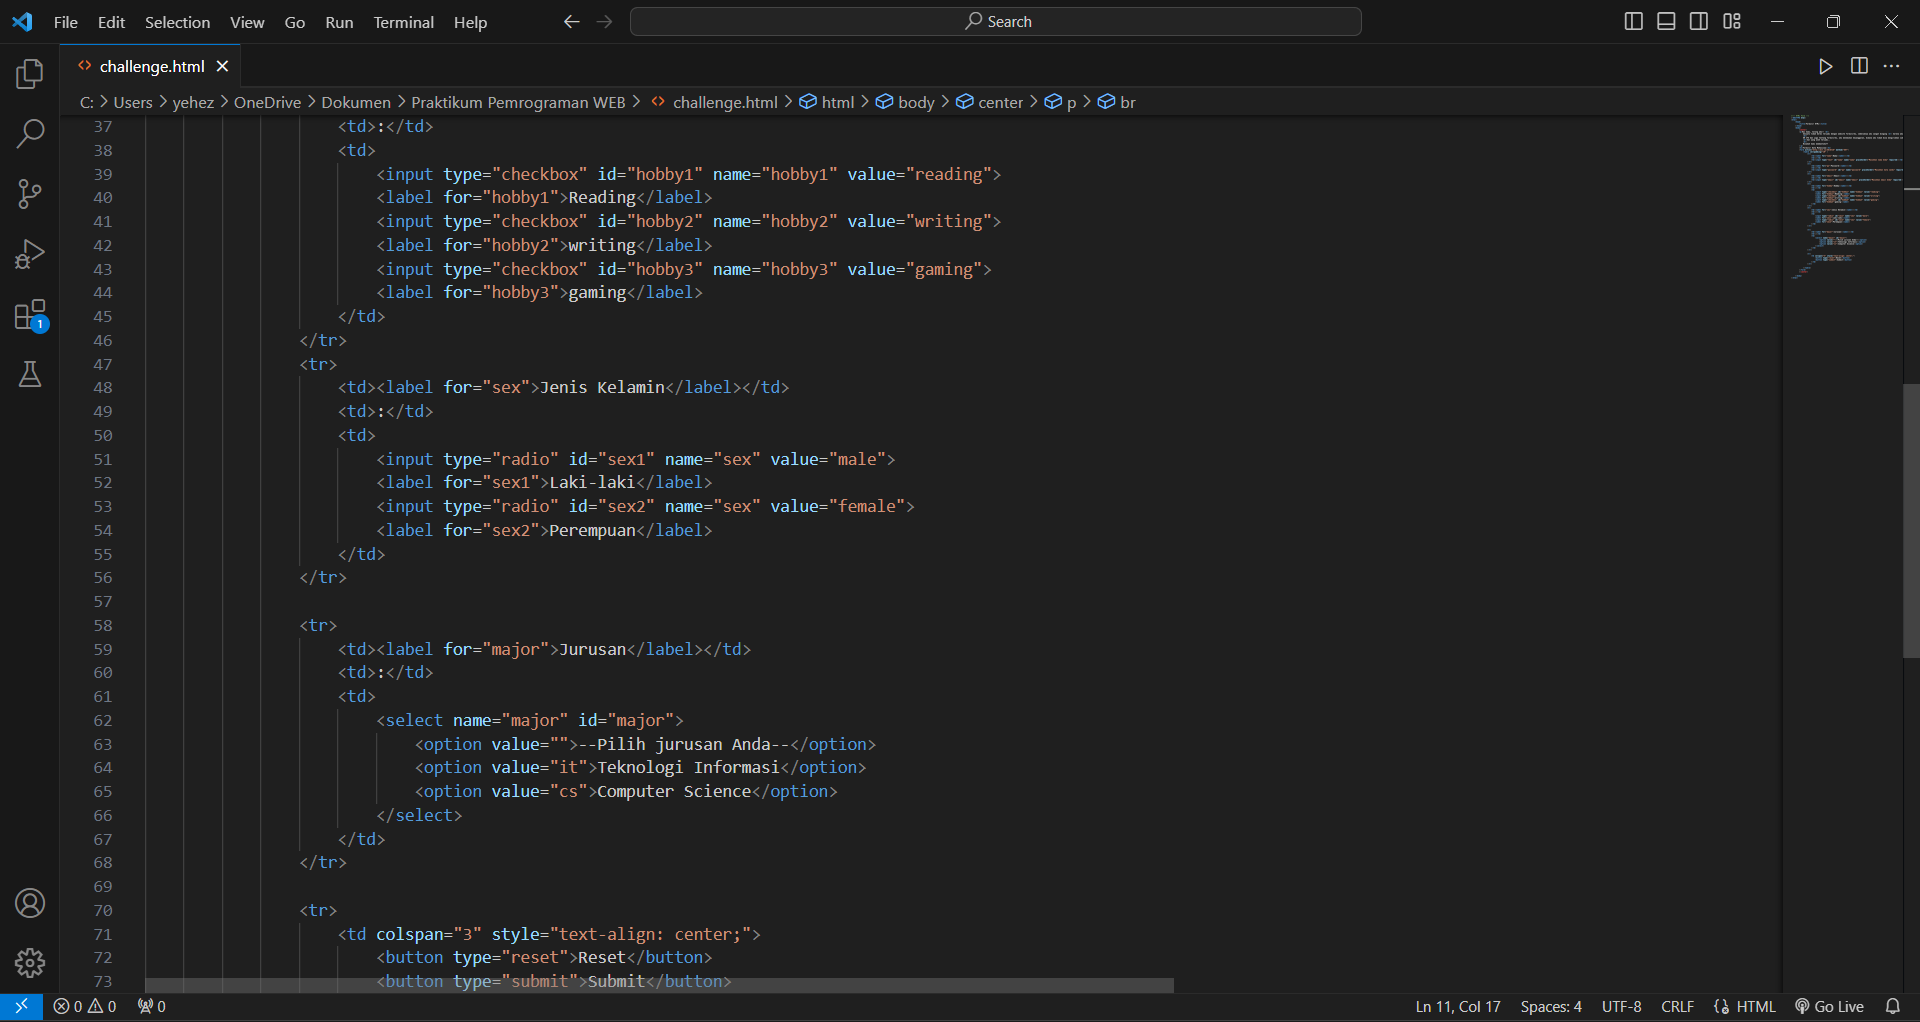 File Edit Selection View Go Run Terminal Help
Search
challenge.html
C: > Users > yehez > OneDrive > Dokumen > Praktikum Pemrograman WEB > challenge.html > html > body > center > p > br
37 <td>:</td>
38 <td>
39 <input type="checkbox" id="hobby1" name="hobby1" value="reading">
40 <label for="hobby1">Reading</label>
41 <input type="checkbox" id="hobby2" name="hobby2" value="writing">
42 <label for="hobby2">writing</label>
43 <input type="checkbox" id="hobby3" name="hobby3" value="gaming">
44 <label for="hobby3">gaming</label>
45 </td>
46 </tr>
47 <tr>
48 <td><label for="sex">Jenis Kelamin</label></td>
49 <td>:</td>
50 <td>
51 <input type="radio" id="sex1" name="sex" value="male">
52 <label for="sex1">Laki-laki</label>
53 <input type="radio" id="sex2" name="sex" value="female">
54 <label for="sex2">Perempuan</label>
55 </td>
56 </tr>
57
58 <tr>
59 <td><label for="major">Jurusan</label></td>
60 <td>:</td>
61 <td>
62 <select name="major" id="major">
63 <option value="">--Pilih jurusan Anda--</option>
64 <option value="it">Teknologi Informasi</option>
65 <option value="cs">Computer Science</option>
66 </select>
67 </td>
68 </tr>
69
70 <tr>
71 <td colspan="3" style="text-align: center;">
72 <button type="reset">Reset</button>
73 <button type="submit">Submit</button>
1
0 0 0 Ln 11, Col 17 Spaces: 4 UTF-8 CRLF HTML Go Live